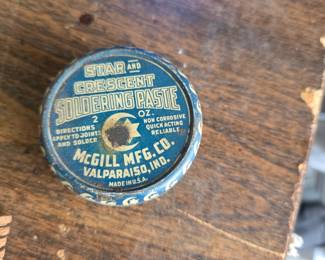 STAR AND
CRESCENT
SOLDERING PASTE
2 OZ.
DIRECTIONS
APPLY TO JOINTS
AND SOLDER
NON CORROSIVE
QUICK ACTING
RELIABLE
McGILL MFG. CO.
VALPARAISO, IND.
MADE IN U.S.A.